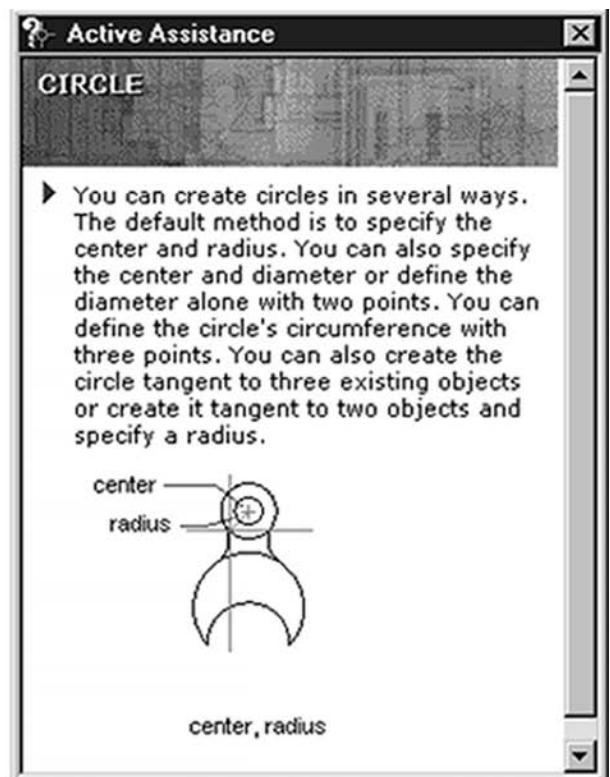 Active Assistance
CIRCLE
You can create circles in several ways.
The default method is to specify the
center and radius. You can also specify
the center and diameter or define the
diameter alone with two points. You can
define the circle's circumference with
three points. You can also create the
circle tangent to three existing objects
or create it tangent to two objects and
specify a radius.
center
radius
center, radius